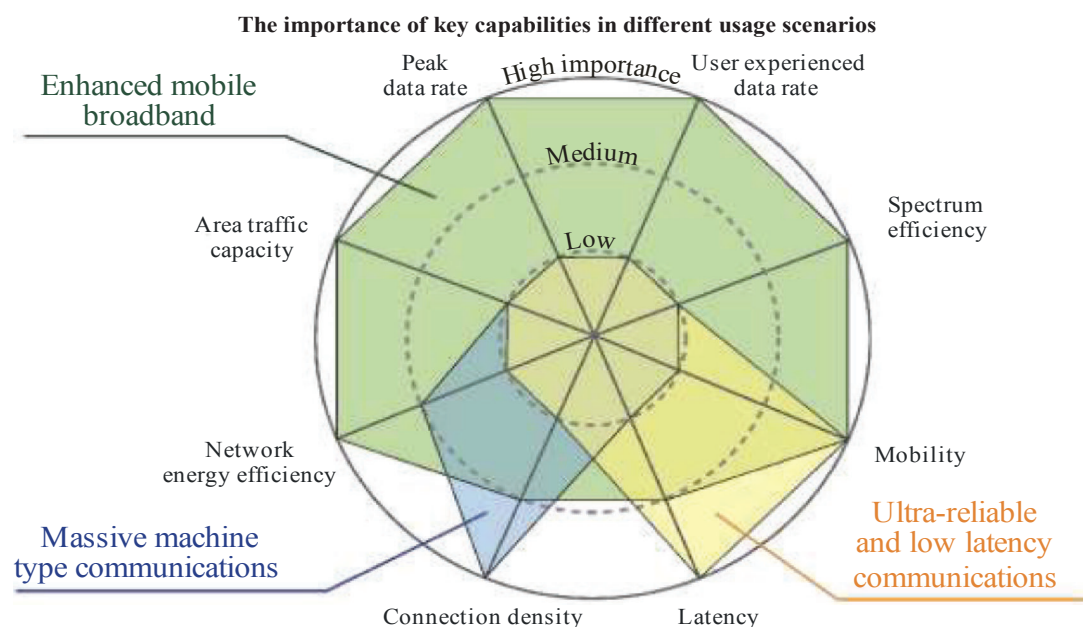 The importance of key capabilities in different usage scenarios
Peak
data rate
High importance
User experienced
data rate
Enhanced mobile
broadband
Medium
Area traffic
capacity
Low
Spectrum
efficiency
Network
energy efficiency
Mobility
Massive machine
type communications
Ultra-reliable
and low latency
communications
Connection density
Latency